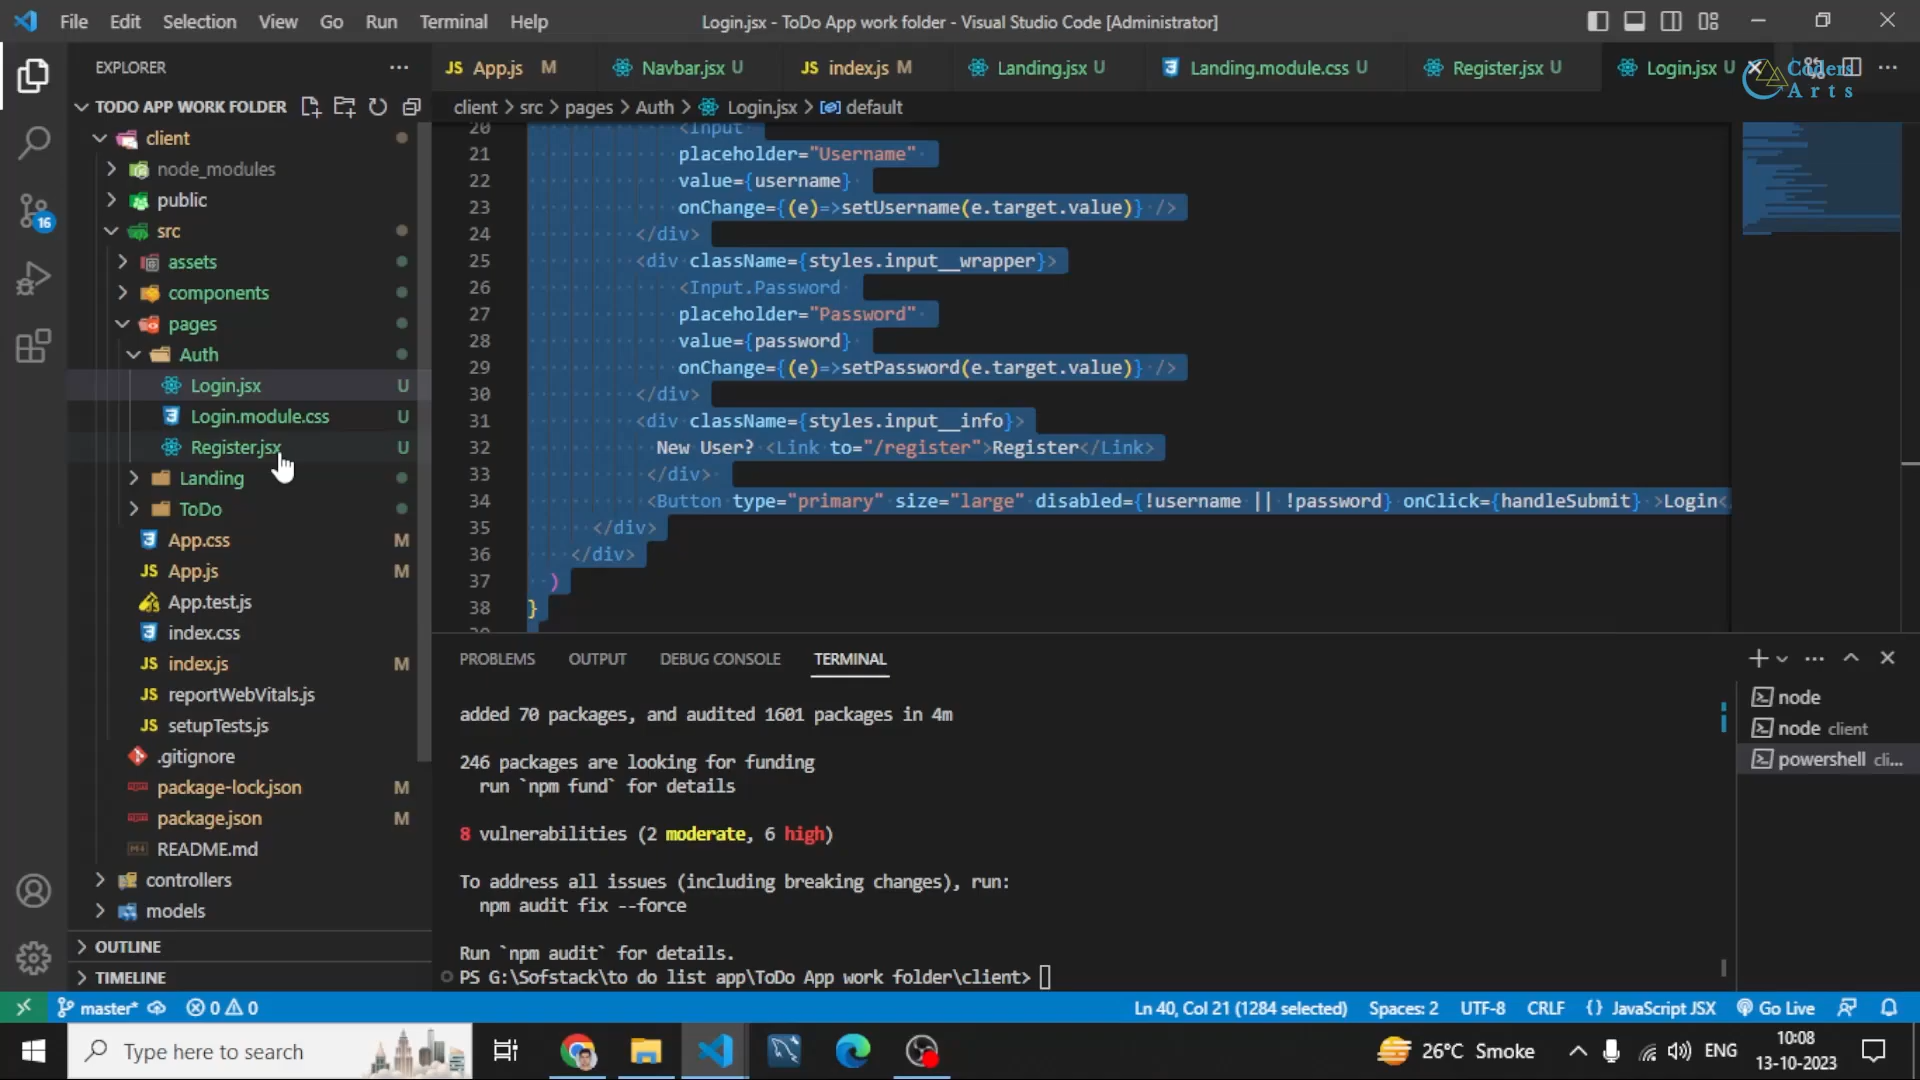 File Edit Selection View Go Run Terminal Help
Login.jsx - ToDo App work folder - Visual Studio Code [Administrator]
EXPLORER
TODO APP WORK FOLDER
client
node_modules
public
src
assets
components
pages
Auth
Login.jsx U
Login.module.css U
Register.jsx U
Landing
ToDo
App.css M
JS App.js M
App.test.js
index.css
JS index.js M
JS reportWebVitals.js
JS setupTests.js
.gitignore
package-lock.json M
package.json M
README.md
controllers
models
OUTLINE
TIMELINE
16
JS App.js M
Navbar.jsx U
JS index.js M
Landing.jsx U
Landing.module.css U
Register.jsx U
Login.jsx U
Coders
Arts
client > src > pages > Auth > Login.jsx > default
20 <Input
21 placeholder="Username"
22 value={username}
23 onChange={(e)=>setUsername(e.target.value)} />
24 </div>
25 <div className={styles.input__wrapper}>
26 <Input.Password
27 placeholder="Password"
28 value={password}
29 onChange={(e)=>setPassword(e.target.value)} />
30 </div>
31 <div className={styles.input__info}>
32 New User? <Link to="/register">Register</Link>
33 </div>
34 <Button type="primary" size="large" disabled={!username || !password} onClick={handleSubmit} >Login<
35 </div>
36 </div>
37 )
38 }
39
PROBLEMS OUTPUT DEBUG CONSOLE TERMINAL
added 70 packages, and audited 1601 packages in 4m
246 packages are looking for funding
run `npm fund` for details
8 vulnerabilities (2 moderate, 6 high)
To address all issues (including breaking changes), run:
npm audit fix --force
Run `npm audit` for details.
PS G:\Sofstack\to do list app\ToDo App work folder\client>
node
node client
powershell cli...
master* 0 0
Ln 40, Col 21 (1284 selected) Spaces: 2 UTF-8 CRLF {} JavaScript JSX Go Live
Type here to search
26°C Smoke
ENG
10:08
13-10-2023